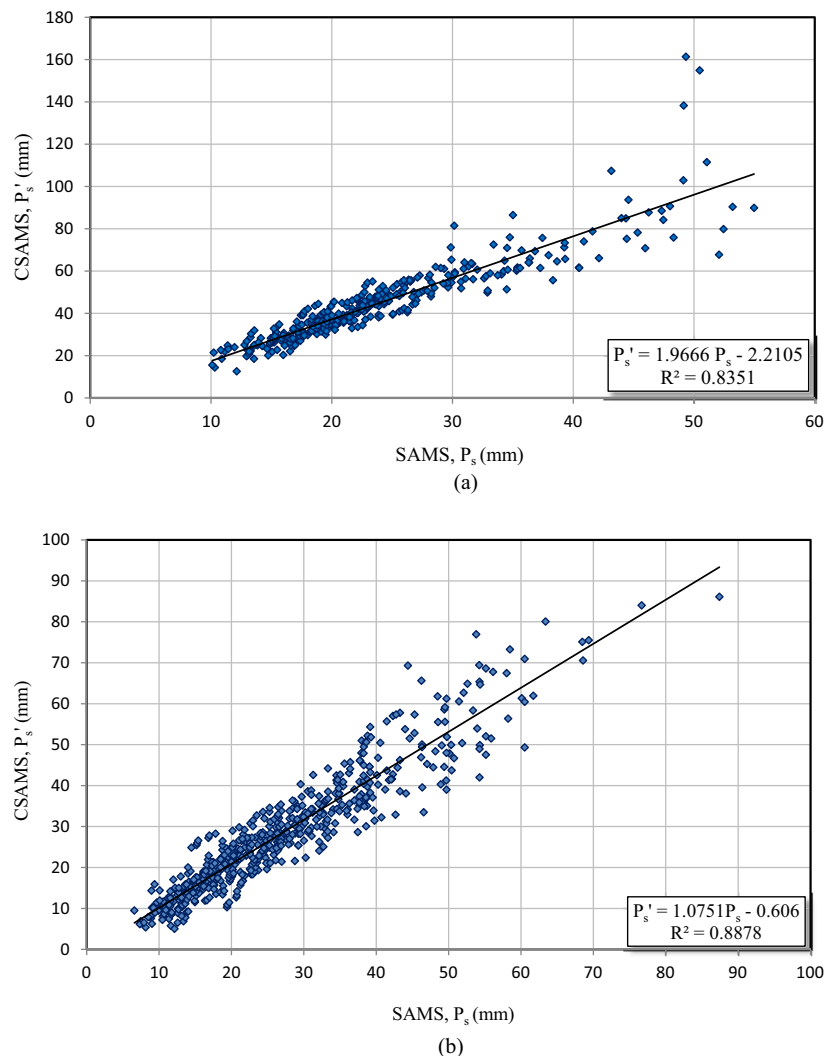 180
160
140
120
100
80
60
40
20
0
CSAMS, Pₛ' (mm)
Pₛ' = 1.9666 Pₛ - 2.2105
R² = 0.8351
0 10 20 30 40 50 60
SAMS, Pₛ (mm)
(a)
100
90
80
70
60
50
40
30
20
10
0
CSAMS, Pₛ' (mm)
Pₛ' = 1.0751Pₛ - 0.606
R² = 0.8878
0 10 20 30 40 50 60 70 80 90 100
SAMS, Pₛ (mm)
(b)